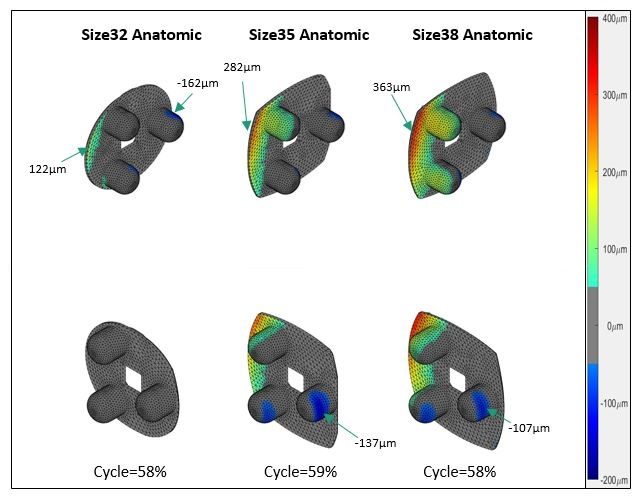 Size32 Anatomic
Size35 Anatomic
Size38 Anatomic
-162µm
282µm
363µm
122µm
-137µm
-107µm
Cycle=58%
Cycle=59%
Cycle=58%
400µm
300µm
200µm
100µm
0µm
-100µm
-200µm